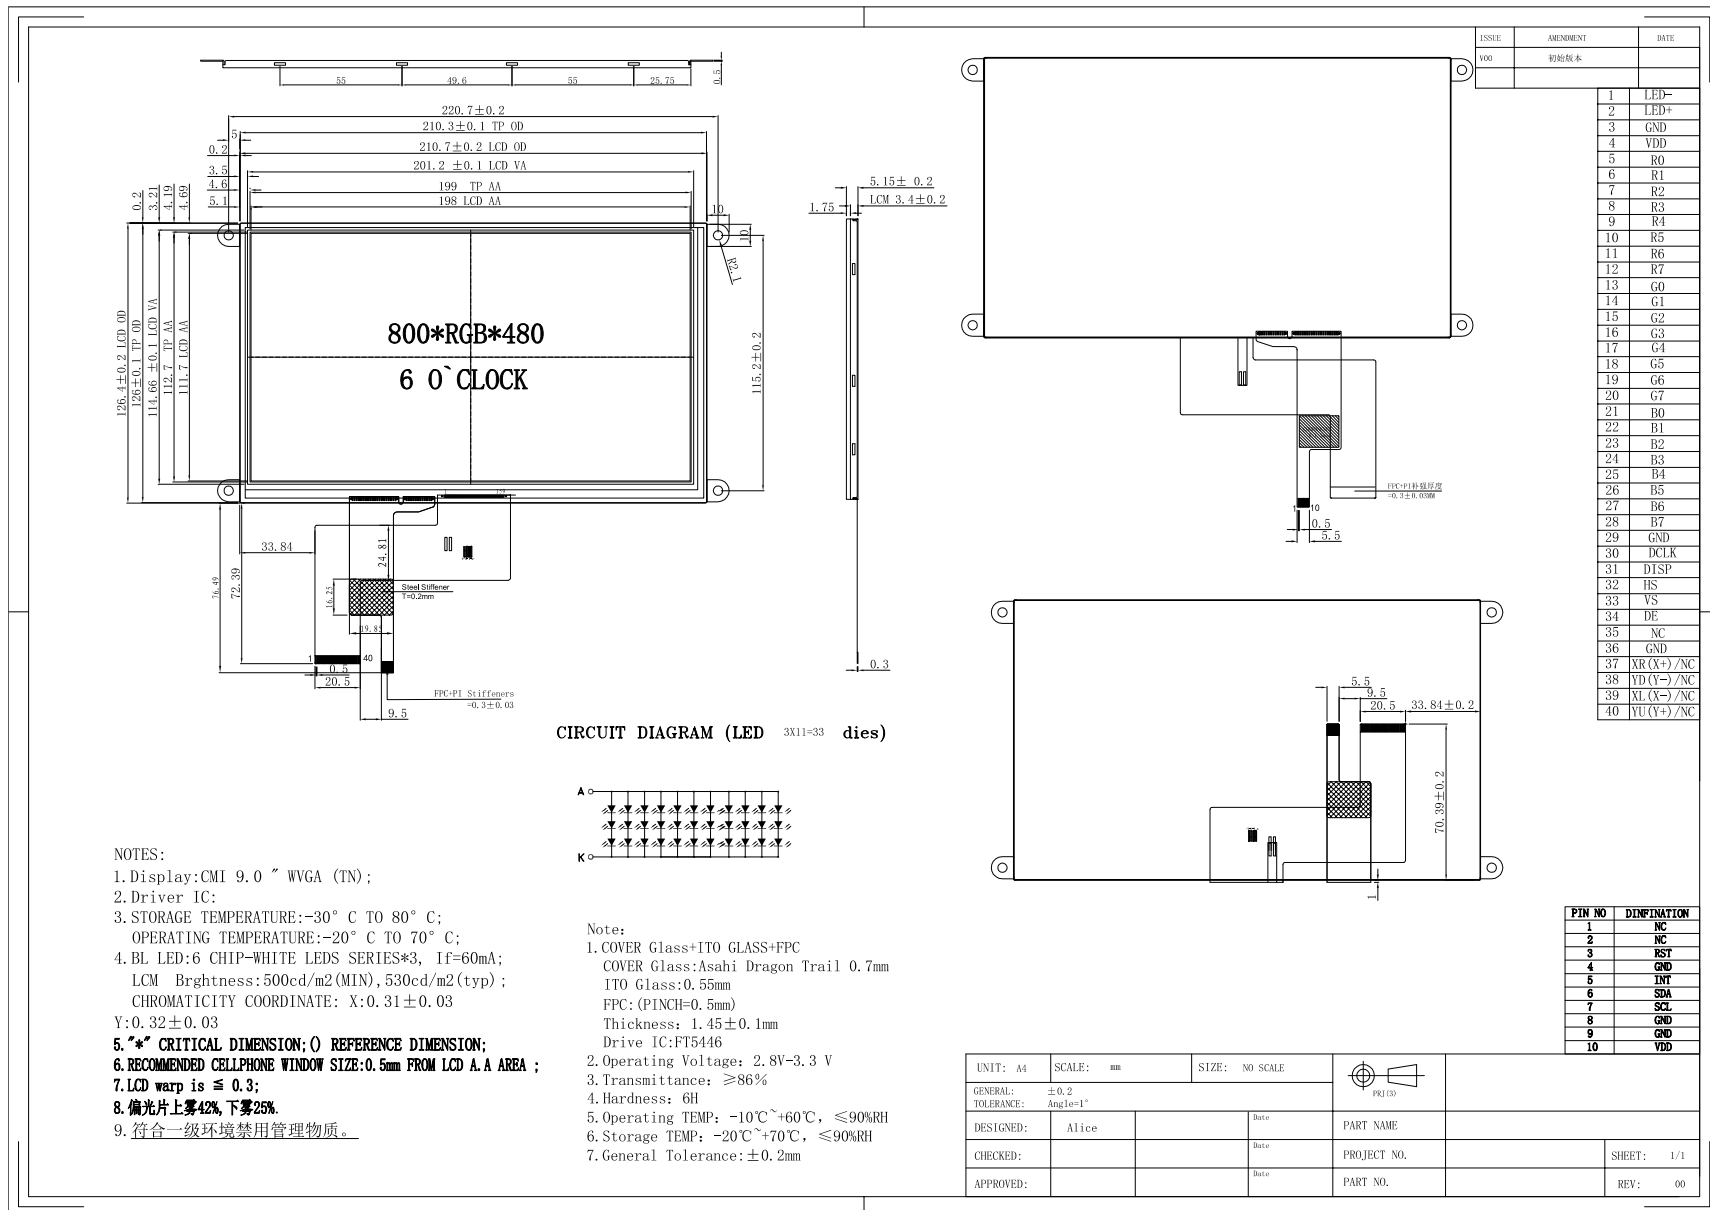 ISSUE AMENDMENT DATE
V00 初始版本
55 49.6 55 25.75 0.5
220.7±0.2
210.3±0.1 TP OD
5
210.7±0.2 LCD OD
0.2
201.2 ±0.1 LCD VA
3.5
199 TP AA
4.6
198 LCD AA
5.1
0.2
3.21
4.19
4.69
10
10
R2.1
126.4±0.2 LCD OD
126±0.1 TP OD
114.66 ±0.1 LCD VA
112.7 TP AA
111.7 LCD AA
115.2±0.2
800*RGB*480
6 O`CLOCK
5.15± 0.2
LCM 3.4±0.2
1.75
0.3
33.84
24.81
76.49
72.39
16.25
Steel Stiffener
T=0.2mm
19.85
1 40
0.5
20.5
9.5
FPC+PI Stiffeners
=0.3±0.03
FPC+PI补强厚度
=0.3±0.03MM
1 10
0.5
5.5
5.5
9.5
20.5 33.84±0.2
70.39±0.2
1
1 LED-
2 LED+
3 GND
4 VDD
5 R0
6 R1
7 R2
8 R3
9 R4
10 R5
11 R6
12 R7
13 G0
14 G1
15 G2
16 G3
17 G4
18 G5
19 G6
20 G7
21 B0
22 B1
23 B2
24 B3
25 B4
26 B5
27 B6
28 B7
29 GND
30 DCLK
31 DISP
32 HS
33 VS
34 DE
35 NC
36 GND
37 XR(X+)/NC
38 YD(Y-)/NC
39 XL(X-)/NC
40 YU(Y+)/NC
CIRCUIT DIAGRAM (LED 3X11=33 dies)
A
K
NOTES:
1.Display:CMI 9.0 ″ WVGA (TN);
2.Driver IC:
3.STORAGE TEMPERATURE:-30° C TO 80° C;
OPERATING TEMPERATURE:-20° C TO 70° C;
4.BL LED:6 CHIP-WHITE LEDS SERIES*3, If=60mA;
LCM Brghtness:500cd/m2(MIN),530cd/m2(typ);
CHROMATICITY COORDINATE: X:0.31±0.03
Y:0.32±0.03
5."*" CRITICAL DIMENSION;() REFERENCE DIMENSION;
6.RECOMMENDED CELLPHONE WINDOW SIZE:0.5mm FROM LCD A.A AREA ;
7.LCD warp is ≦ 0.3;
8.偏光片上雾42%,下雾25%.
9.符合一级环境禁用管理物质。
Note:
1.COVER Glass+ITO GLASS+FPC
COVER Glass:Asahi Dragon Trail 0.7mm
ITO Glass:0.55mm
FPC:(PINCH=0.5mm)
Thickness: 1.45±0.1mm
Drive IC:FT5446
2.Operating Voltage: 2.8V-3.3 V
3.Transmittance: ≥86%
4.Hardness: 6H
5.Operating TEMP: -10℃~+60℃, ≤90%RH
6.Storage TEMP: -20℃~+70℃, ≤90%RH
7.General Tolerance:±0.2mm
PIN NO DINFINATION
1 NC
2 NC
3 RST
4 GND
5 INT
6 SDA
7 SCL
8 GND
9 GND
10 VDD
UNIT: A4 SCALE: mm SIZE: NO SCALE
GENERAL: ±0.2
TOLERANCE: Angle=1°
PRJ(3)
DESIGNED: Alice Date PART NAME
CHECKED: Date PROJECT NO. SHEET: 1/1
APPROVED: Date PART NO. REV: 00